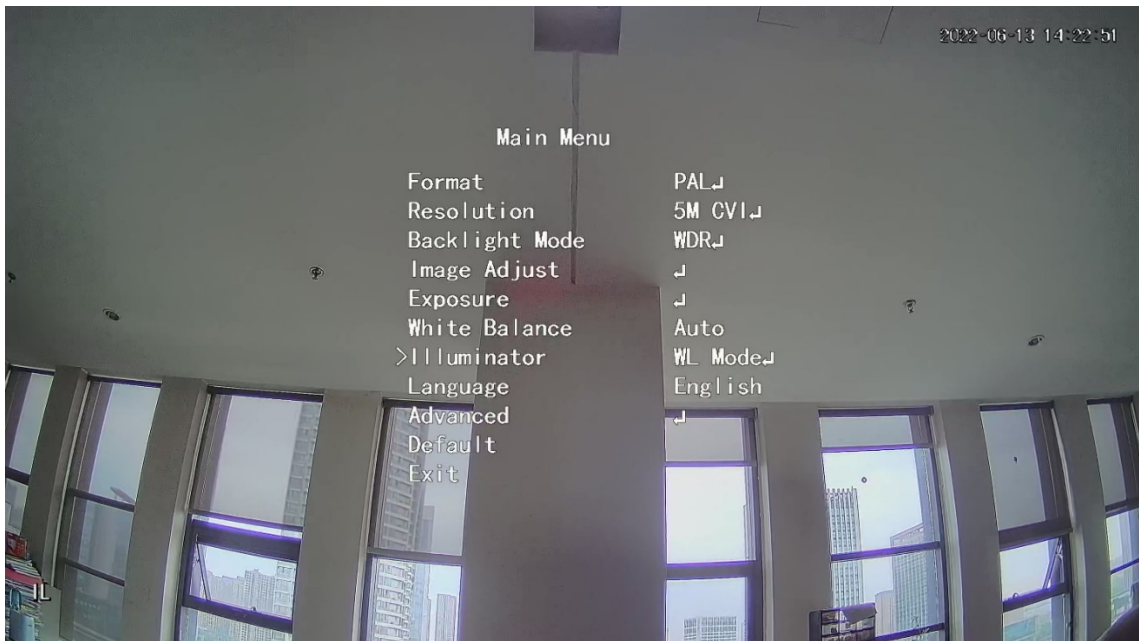 2022-06-13 14:22:51
Main Menu
Format PAL↲
Resolution 5M CVI↲
Backlight Mode WDR↲
Image Adjust ↲
Exposure ↲
White Balance Auto
>Illuminator WL Mode↲
Language English
Advanced ↲
Default
Exit
IL